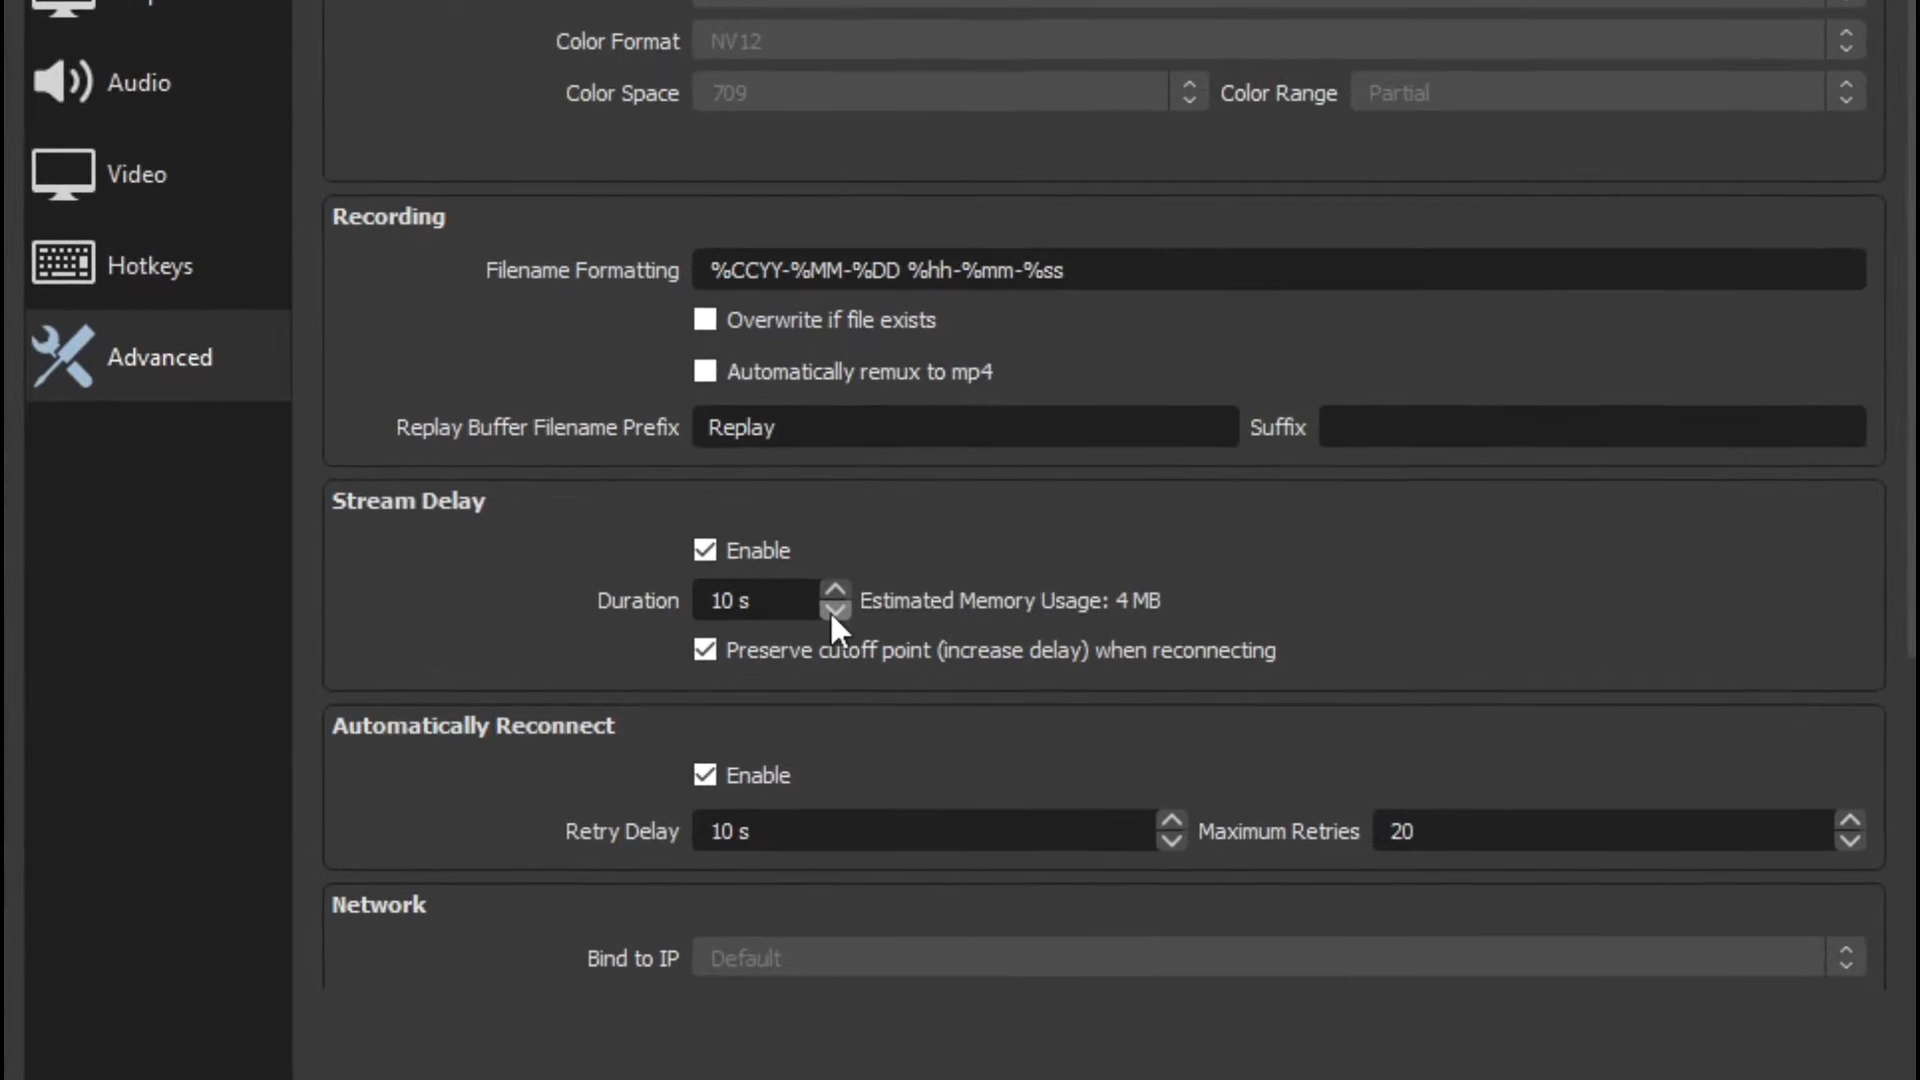 Color Format NV12
Audio
Color Space 709 Color Range Partial
Video
Recording
Filename Formatting %CCYY-%MM-%DD %hh-%mm-%ss
Hotkeys
Overwrite if file exists
Advanced
Automatically remux to mp4
Replay Buffer Filename Prefix Replay Suffix
Stream Delay
Enable
Duration 10 s Estimated Memory Usage: 4 MB
Preserve cutoff point (increase delay) when reconnecting
Automatically Reconnect
Enable
Retry Delay 10 s Maximum Retries 20
Network
Bind to IP Default